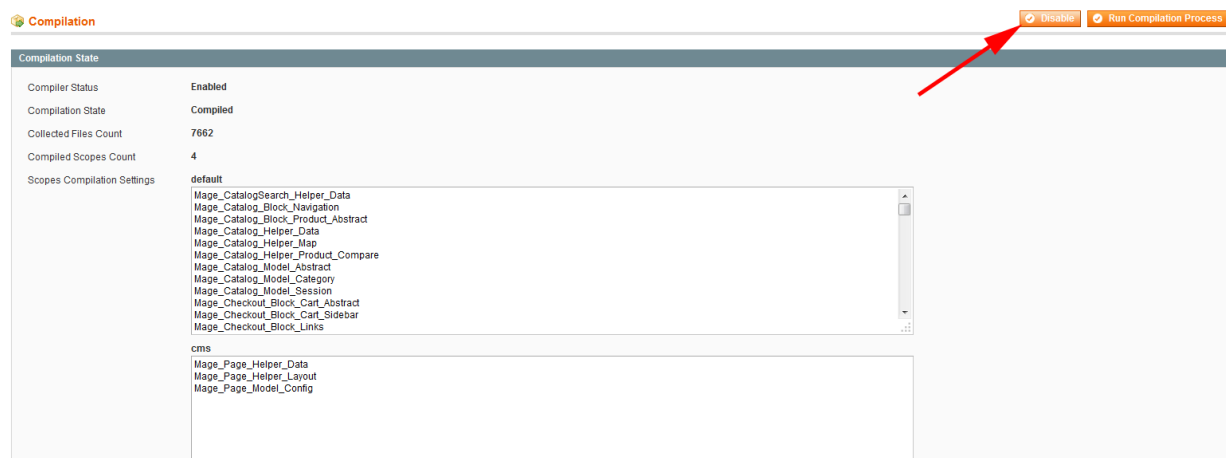 Compilation
Disable
Run Compilation Process
Compilation State
Compiler Status Enabled
Compilation State Compiled
Collected Files Count 7662
Compiled Scopes Count 4
Scopes Compilation Settings default
Mage_CatalogSearch_Helper_Data
Mage_Catalog_Block_Navigation
Mage_Catalog_Block_Product_Abstract
Mage_Catalog_Helper_Data
Mage_Catalog_Helper_Map
Mage_Catalog_Helper_Product_Compare
Mage_Catalog_Model_Abstract
Mage_Catalog_Model_Category
Mage_Catalog_Model_Session
Mage_Checkout_Block_Cart_Abstract
Mage_Checkout_Block_Cart_Sidebar
Mage_Checkout_Block_Links
cms
Mage_Page_Helper_Data
Mage_Page_Helper_Layout
Mage_Page_Model_Config